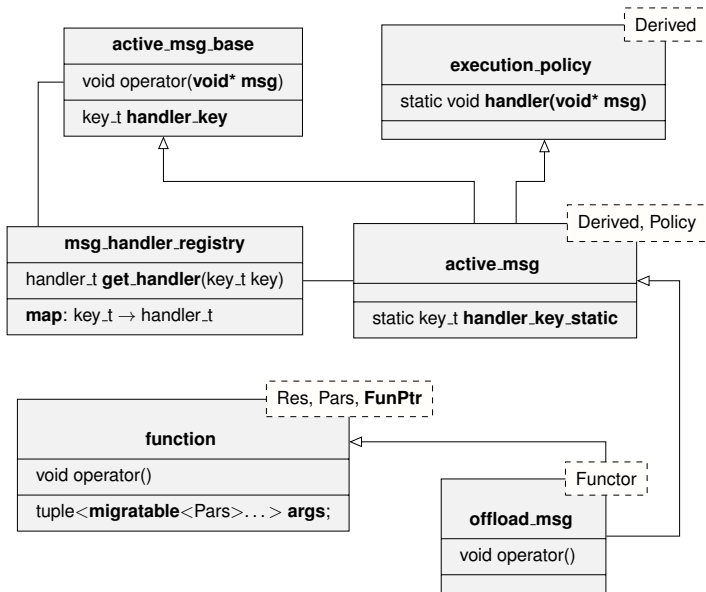 active_msg_base
void operator(void* msg)
key_t handler_key
Derived
execution_policy
static void handler(void* msg)
msg_handler_registry
handler_t get_handler(key_t key)
map: key_t → handler_t
Derived, Policy
active_msg
static key_t handler_key_static
Res, Pars, FunPtr
function
void operator()
tuple<migratable<Pars>...> args;
Functor
offload_msg
void operator()